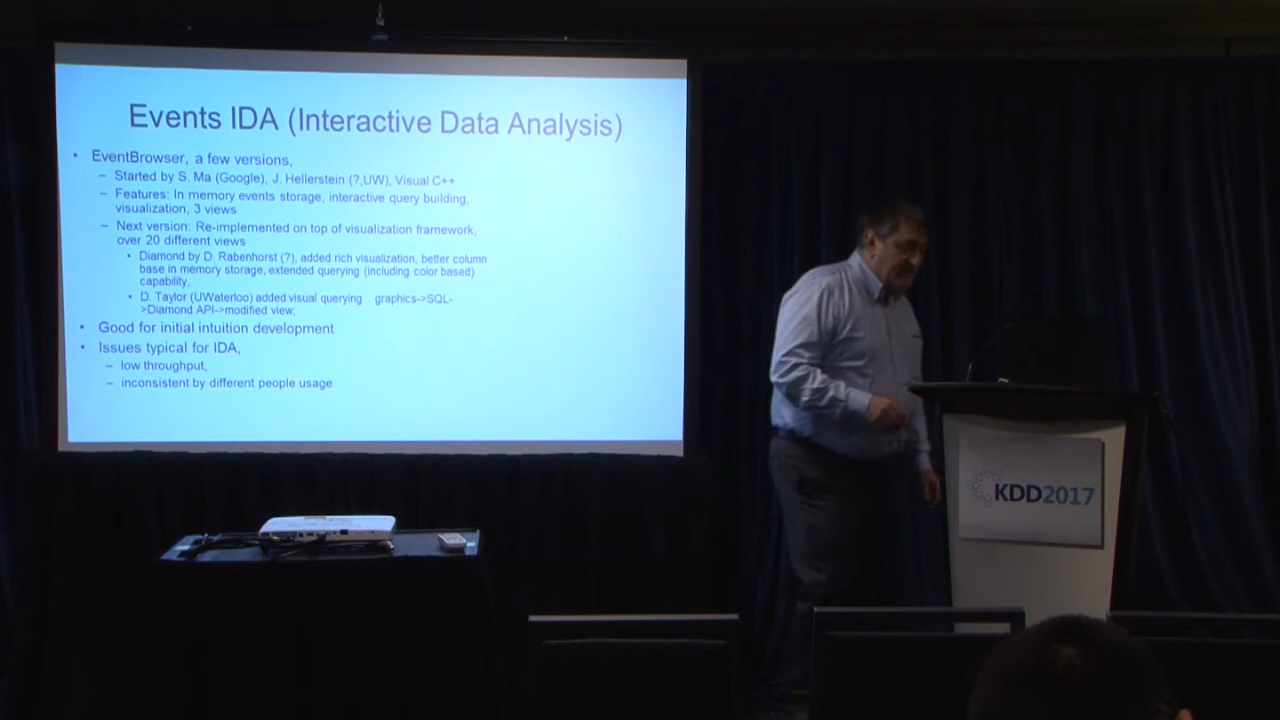 Events IDA (Interactive Data Analysis)
• EventBrowser, a few versions,
– Started by S. Ma (Google), J. Hellerstein (?,UW), Visual C++
– Features: In memory events storage, interactive query building,
visualization, 3 views
– Next version: Re-implemented on top of visualization framework,
over 20 different views
• Diamond by D. Rabenhorst (?), added rich visualization, better column
base in memory storage, extended querying (including color based)
capability,
• D. Taylor (UWaterloo) added visual querying graphics->SQL-
>Diamond API->modified view;
• Good for initial intuition development
• Issues typical for IDA,
– low throughput,
– inconsistent by different people usage
KDD2017